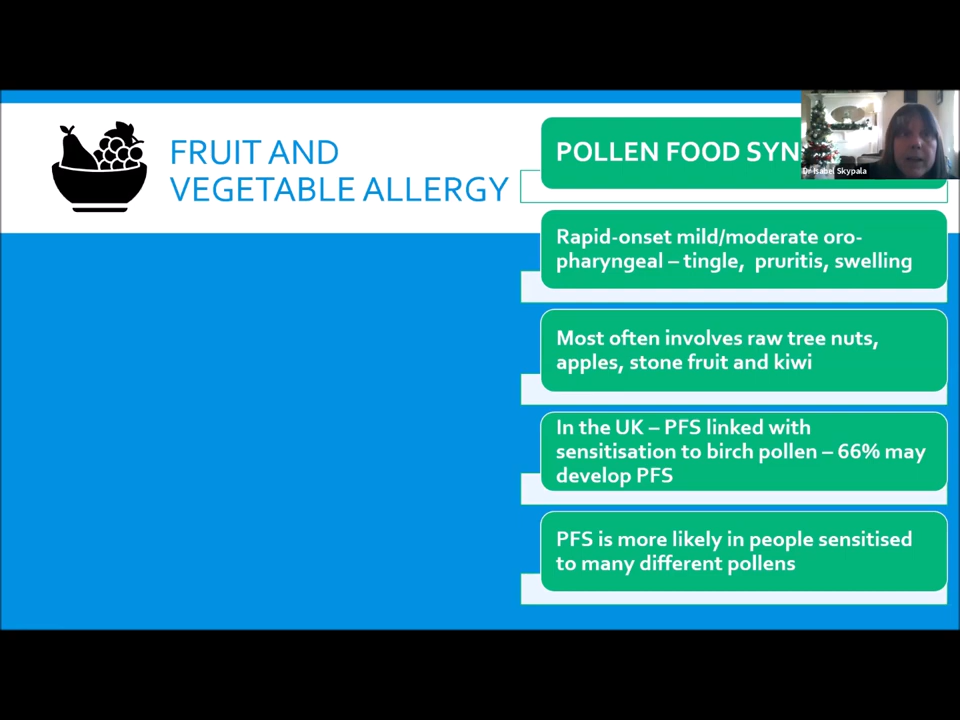 FRUIT AND
VEGETABLE ALLERGY
POLLEN FOOD SYN
Dr Isabel Skypala
Rapid-onset mild/moderate oro-
pharyngeal – tingle, pruritis, swelling
Most often involves raw tree nuts,
apples, stone fruit and kiwi
In the UK – PFS linked with
sensitisation to birch pollen – 66% may
develop PFS
PFS is more likely in people sensitised
to many different pollens